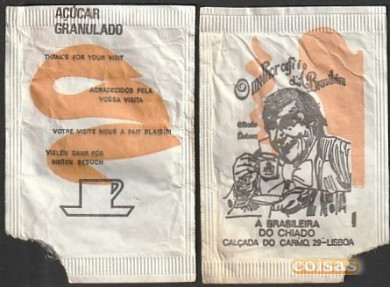 AÇÚCAR
GRANULADO
THANKS FOR YOUR VISIT
AGRADECIDOS PELA
VOSSA VISITA
VOTRE VISITE NOUS A FAIT PLAISIR
VIELEN DANK FÜR
IHREN BESUCH
O melhor café é
o da Brasileira
A BRASILEIRA
DO CHIADO
CALÇADA DO CARMO, 29-LISBOA
coisas